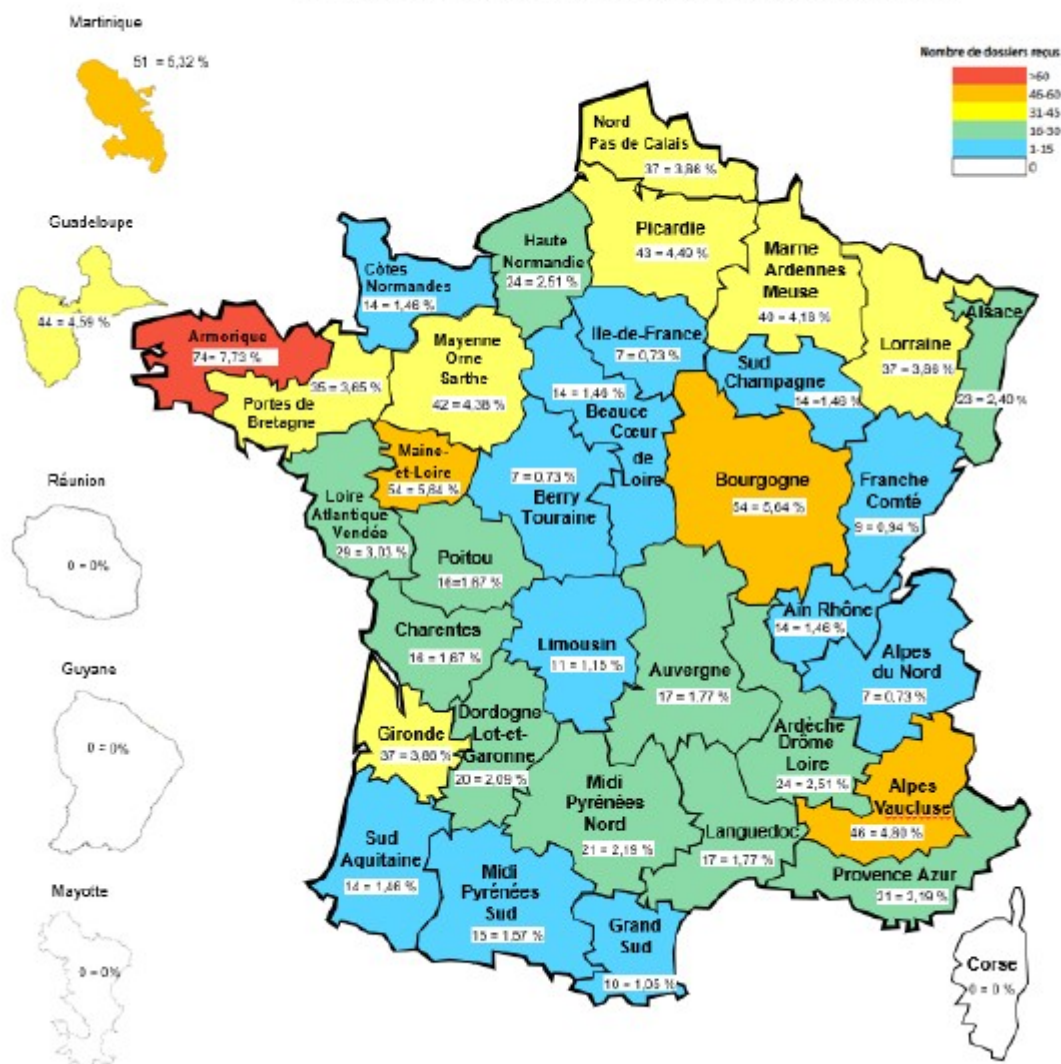 Martinique
51 = 5,32 %
Nombre de dossiers reçus
>60
46-60
31-45
16-30
1-15
0
Nord
Pas de Calais
37 = 3,86 %
Guadeloupe
44 = 4,59 %
Picardie
43 = 4,49 %
Haute
Normandie
24 = 2,51 %
Marne
Ardennes
Meuse
40 = 4,18 %
Côtes
Normandes
14 = 1,46 %
Alsace
23 = 2,40 %
Ile-de-France
7 = 0,73 %
Armorique
74= 7,73 %
Mayenne
Orne
Sarthe
42 = 4,38 %
Lorraine
37 = 3,86 %
Sud
Champagne
14 =1,46 %
35 = 3,65 %
Portes de
Bretagne
14 = 1,46 %
Beauce
Cœur
de
Loire
Maine-
et-Loire
54 = 5,64 %
7 = 0,73 %
Berry
Touraine
Bourgogne
54 = 5,64 %
Franche
Comté
9 = 0,94 %
Réunion
0 = 0%
Loire
Atlantique
Vendée
29 = 3,03 %
Poitou
16=1,67 %
Charentes
16 = 1,67 %
Limousin
11 = 1,15 %
Auvergne
17 = 1,77 %
Ain Rhône
14 = 1,46 %
Alpes
du Nord
7 = 0,73 %
Guyane
0 = 0%
Gironde
37 = 3,86 %
Dordogne
Lot-et-
Garonne
20 = 2,09 %
Ardèche
Drôme
Loire
24 = 2,51 %
Alpes
Vaucluse
46 = 4,80 %
Midi
Pyrénées
Nord
21 = 2,19 %
Languedoc
17 = 1,77 %
Provence Azur
21 = 2,19 %
Sud
Aquitaine
14 = 1,46 %
Midi
Pyrénées
Sud
15 = 1,57 %
Grand
Sud
10 = 1,05 %
Mayotte
0 = 0%
Corse
0 = 0 %